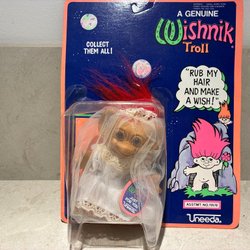 A GENUINE
Wishnik
Troll
COLLECT
THEM ALL!
"RUB MY
HAIR
AND MAKE
A WISH!"
Uneeda